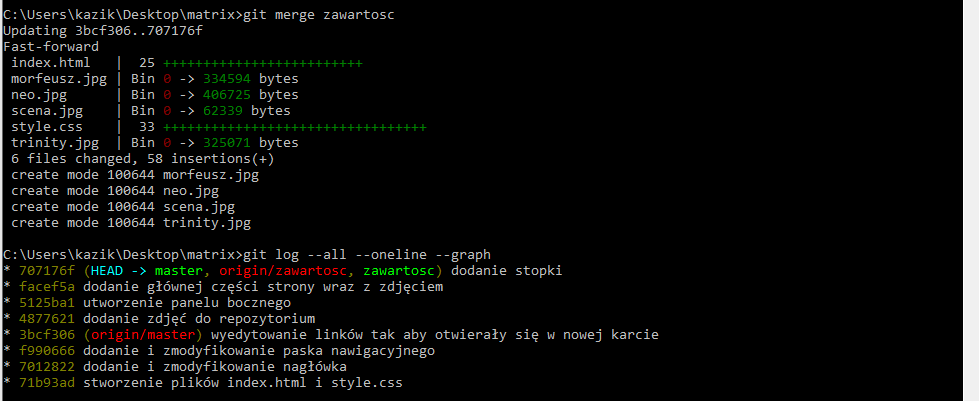 C:\Users\kazik\Desktop\matrix>git merge zawartosc
Updating 3bcf306..707176f
Fast-forward
 index.html   |  25 +++++++++++++++++++++++++
 morfeusz.jpg | Bin 0 -> 334594 bytes
 neo.jpg      | Bin 0 -> 406725 bytes
 scena.jpg    | Bin 0 -> 62339 bytes
 style.css    |  33 +++++++++++++++++++++++++++++++++
 trinity.jpg  | Bin 0 -> 325071 bytes
 6 files changed, 58 insertions(+)
 create mode 100644 morfeusz.jpg
 create mode 100644 neo.jpg
 create mode 100644 scena.jpg
 create mode 100644 trinity.jpg
C:\Users\kazik\Desktop\matrix>git log --all --oneline --graph
* 707176f (HEAD -> master, origin/zawartosc, zawartosc) dodanie stopki
* facef5a dodanie głównej części strony wraz z zdjęciem
* 5125ba1 utworzenie panelu bocznego
* 4877621 dodanie zdjęć do repozytorium
* 3bcf306 (origin/master) wyedytowanie linków tak aby otwierały się w nowej karcie
* f990666 dodanie i zmodyfikowanie paska nawigacyjnego
* 7012822 dodanie i zmodyfikowanie nagłówka
* 71b93ad stworzenie plików index.html i style.css